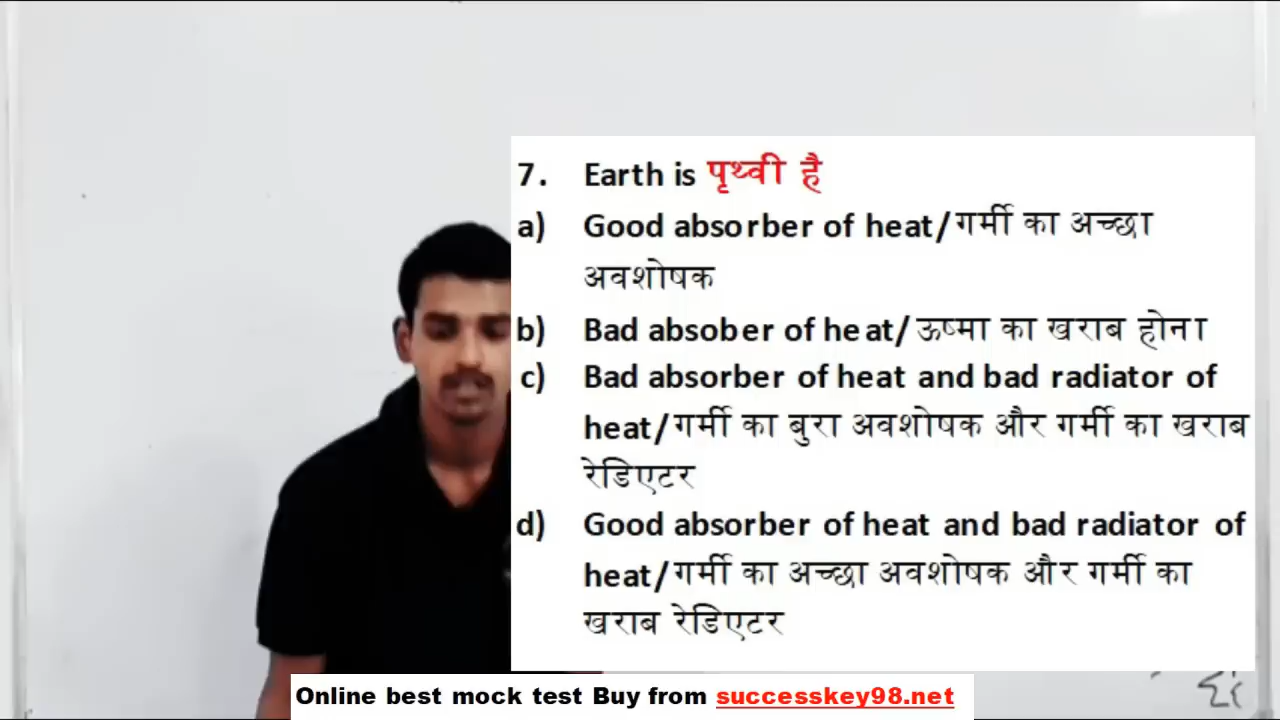 7. Earth is पृथ्वी है
a) Good absorber of heat/गर्मी का अच्छा
अवशोषक
b) Bad absober of heat/ऊष्मा का खराब होना
c) Bad absorber of heat and bad radiator of
heat/गर्मी का बुरा अवशोषक और गर्मी का खराब
रेडिएटर
d) Good absorber of heat and bad radiator of
heat/गर्मी का अच्छा अवशोषक और गर्मी का
खराब रेडिएटर
Online best mock test Buy from successkey98.net